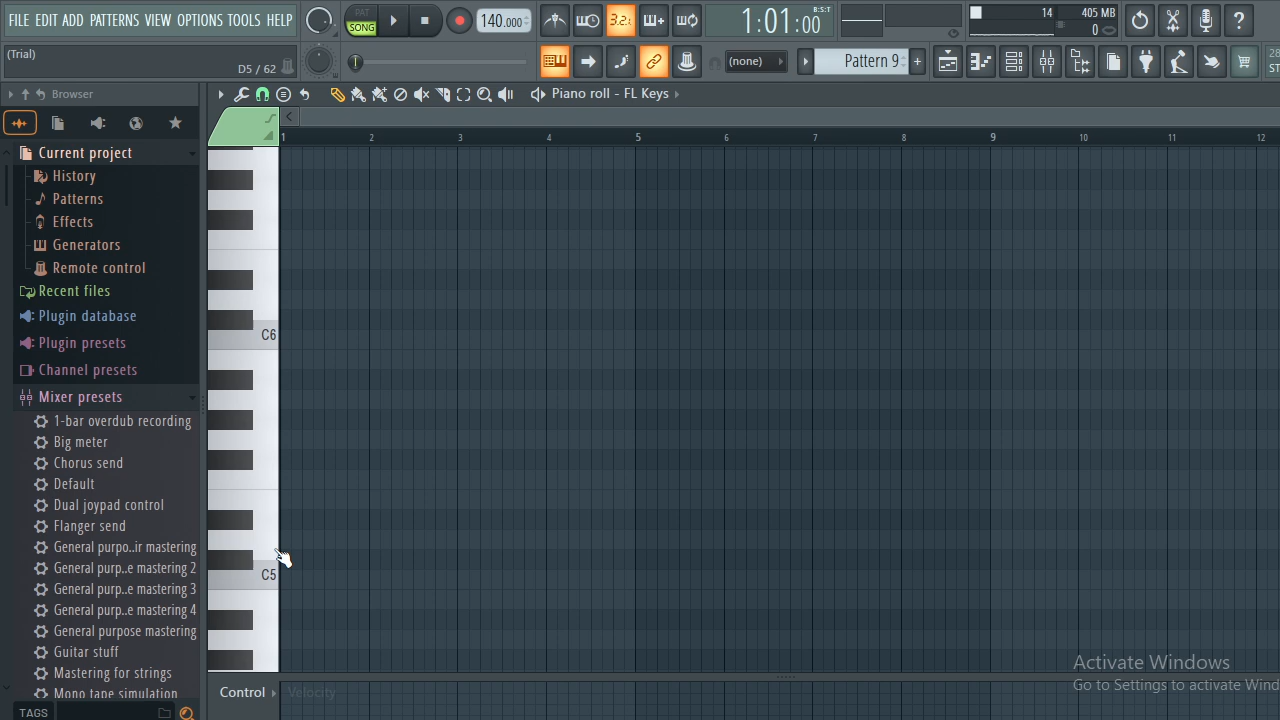 FILE EDIT ADD PATTERNS VIEW OPTIONS TOOLS HELP
PAT
SONG
140.000
3.2.
1:01:00
B:S:T
14
405 MB
0
(Trial)
D5 / 62
(none)
Pattern 9
Browser
Piano roll - FL Keys
1 2 3 4 5 6 7 8 9 10 11 12
Current project
History
Patterns
Effects
Generators
Remote control
Recent files
Plugin database
Plugin presets
Channel presets
Mixer presets
1-bar overdub recording
Big meter
Chorus send
Default
Dual joypad control
Flanger send
General purpo..ir mastering
General purp..e mastering 2
General purp..e mastering 3
General purp..e mastering 4
General purpose mastering
Guitar stuff
Mastering for strings
Mono tape simulation
TAGS
C6
C5
Control
Velocity
Activate Windows
Go to Settings to activate Wind